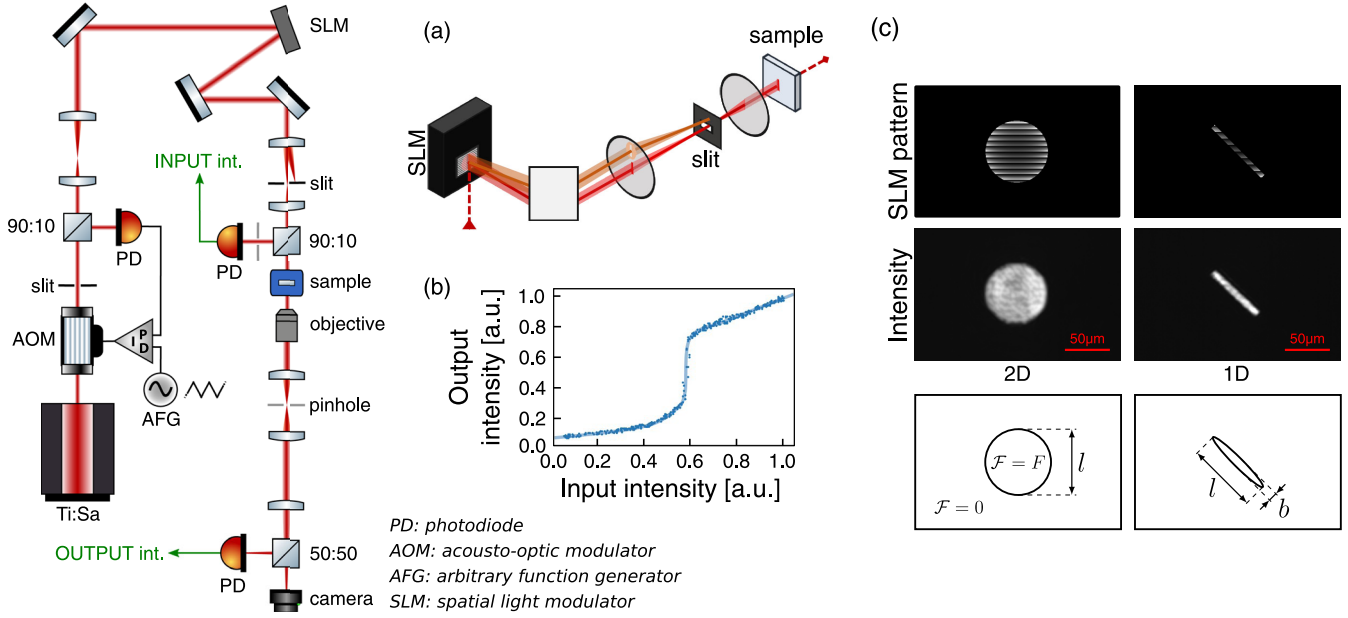 SLM
INPUT int.
slit
90:10
PD
90:10
PD
slit
sample
AOM
P
I
D
objective
AFG
pinhole
Ti:Sa
OUTPUT int.
50:50
PD
camera
(a)
sample
SLM
slit
(b)
Output
intensity [a.u.]
1.0
0.8
0.6
0.4
0.2
0.0
0.0 0.2 0.4 0.6 0.8 1.0
Input intensity [a.u.]
PD: photodiode
AOM: acousto-optic modulator
AFG: arbitrary function generator
SLM: spatial light modulator
(c)
SLM pattern
Intensity
50μm
50μm
2D
1D
ℱ = F
l
ℱ = 0
l
b